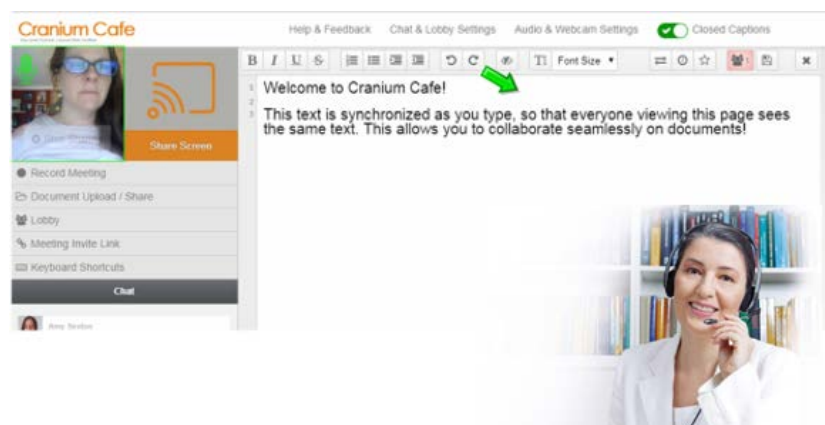 Cranium Cafe
Help & Feedback Chat & Lobby Settings Audio & Webcam Settings Closed Captions
B I U S Font Size
Share Screen
Record Meeting
Document Upload / Share
Lobby
Meeting Invite Link
Keyboard Shortcuts
Chat
1 Welcome to Cranium Cafe!
2
3 This text is synchronized as you type, so that everyone viewing this page sees
the same text. This allows you to collaborate seamlessly on documents!